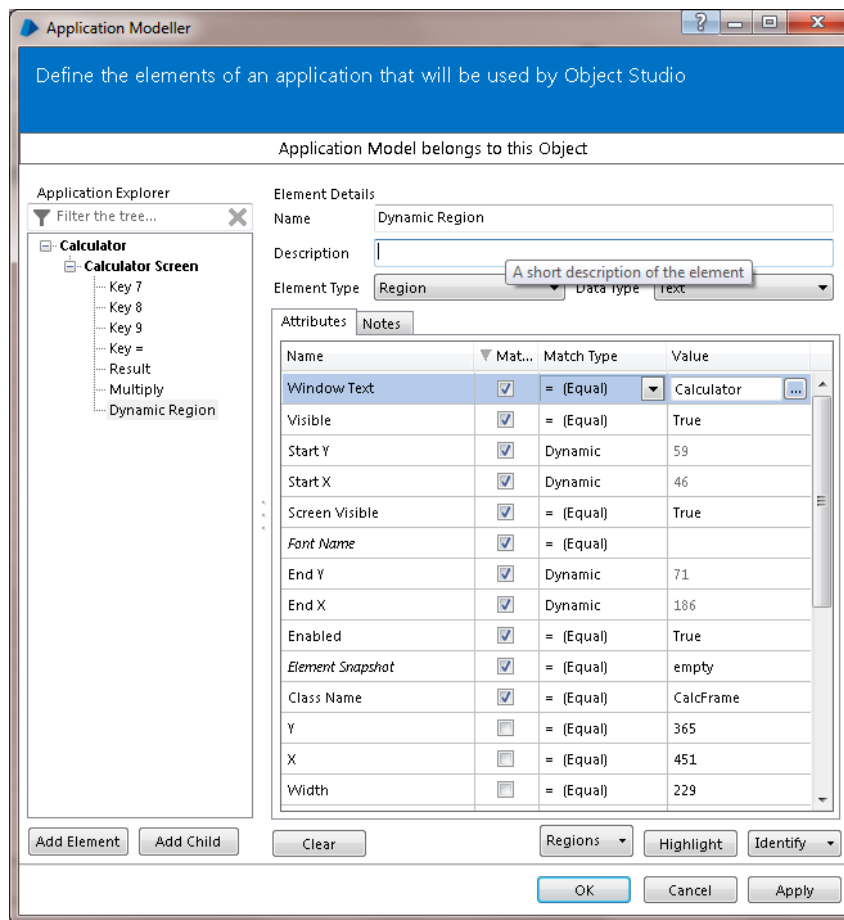 Application Modeller
?
Define the elements of an application that will be used by Object Studio
Application Model belongs to this Object
Application Explorer
Filter the tree...
Calculator
Calculator Screen
Key 7
Key 8
Key 9
Key =
Result
Multiply
Dynamic Region
Element Details
Name Dynamic Region
Description
A short description of the element
Element Type Region Data Type Text
Attributes Notes
Name Mat... Match Type Value
Window Text = (Equal) Calculator ...
Visible = (Equal) True
Start Y Dynamic 59
Start X Dynamic 46
Screen Visible = (Equal) True
Font Name = (Equal)
End Y Dynamic 71
End X Dynamic 186
Enabled = (Equal) True
Element Snapshot = (Equal) empty
Class Name = (Equal) CalcFrame
Y = (Equal) 365
X = (Equal) 451
Width = (Equal) 229
Add Element Add Child Clear Regions Highlight Identify
OK Cancel Apply